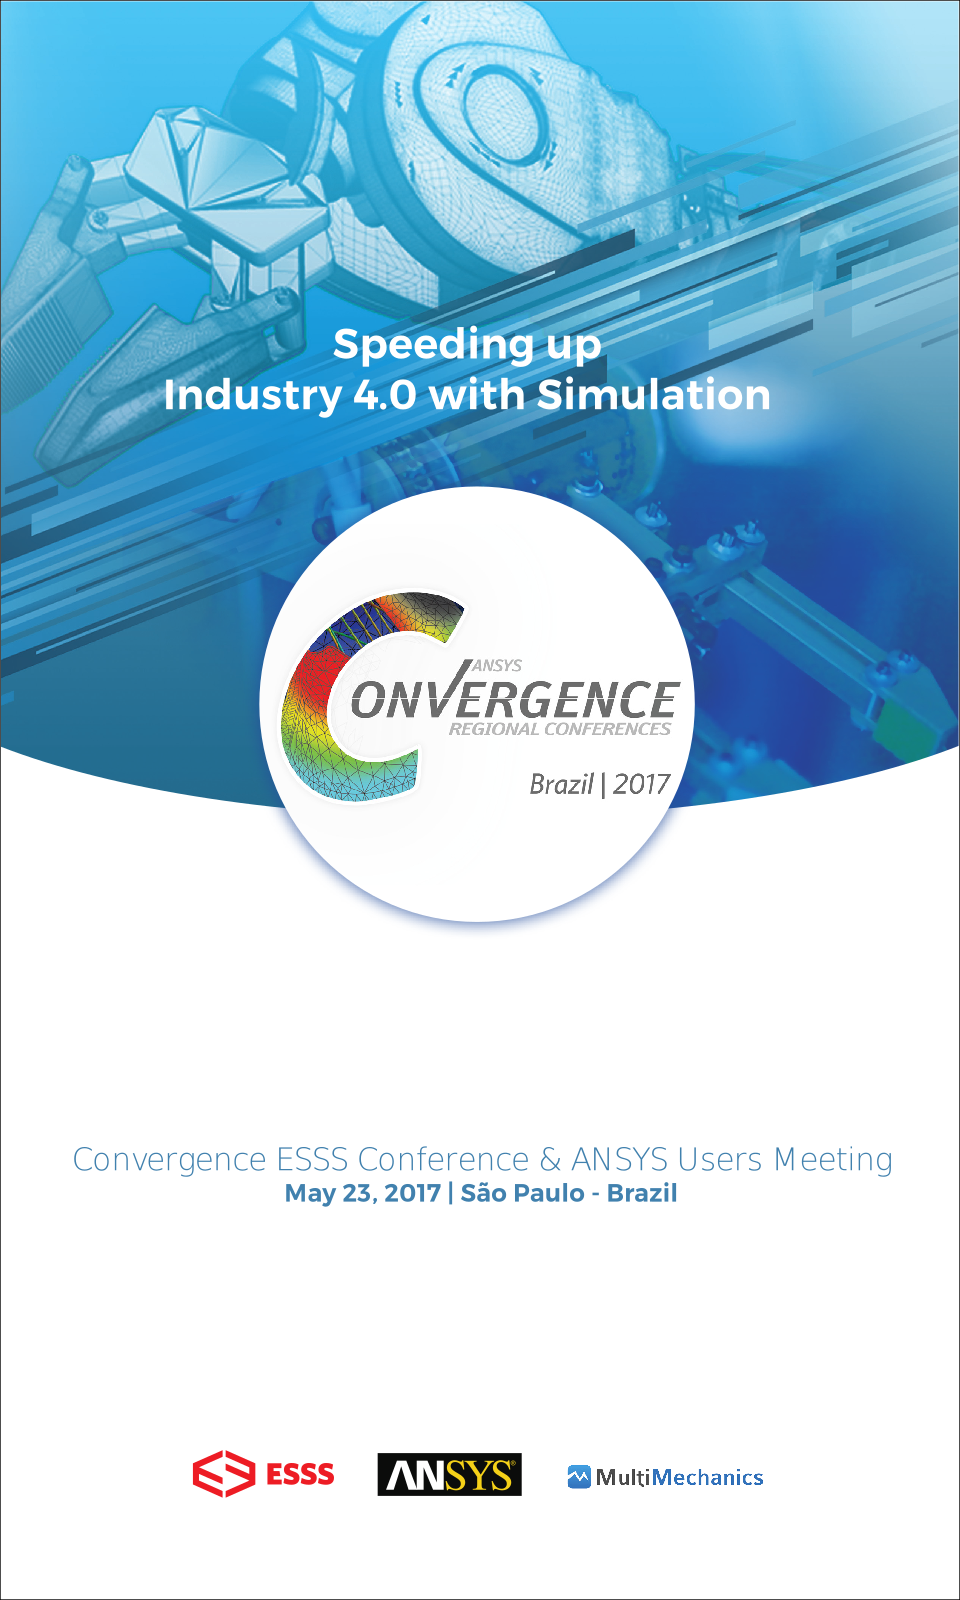 Speeding up
Industry 4.0 with Simulation
ANSYS
CONVERGENCE
REGIONAL CONFERENCES
Brazil | 2017
Convergence ESSS Conference & ANSYS Users Meeting
May 23, 2017 | São Paulo - Brazil
ESSS ANSYS® MultiMechanics